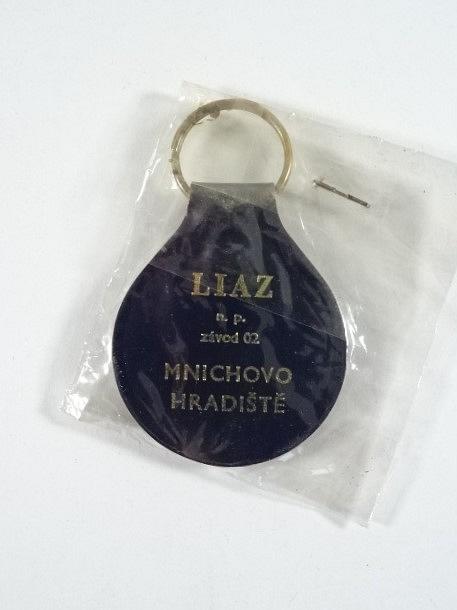 LIAZ
n. p.
závod 02
MNICHOVO
HRADIŠTĚ